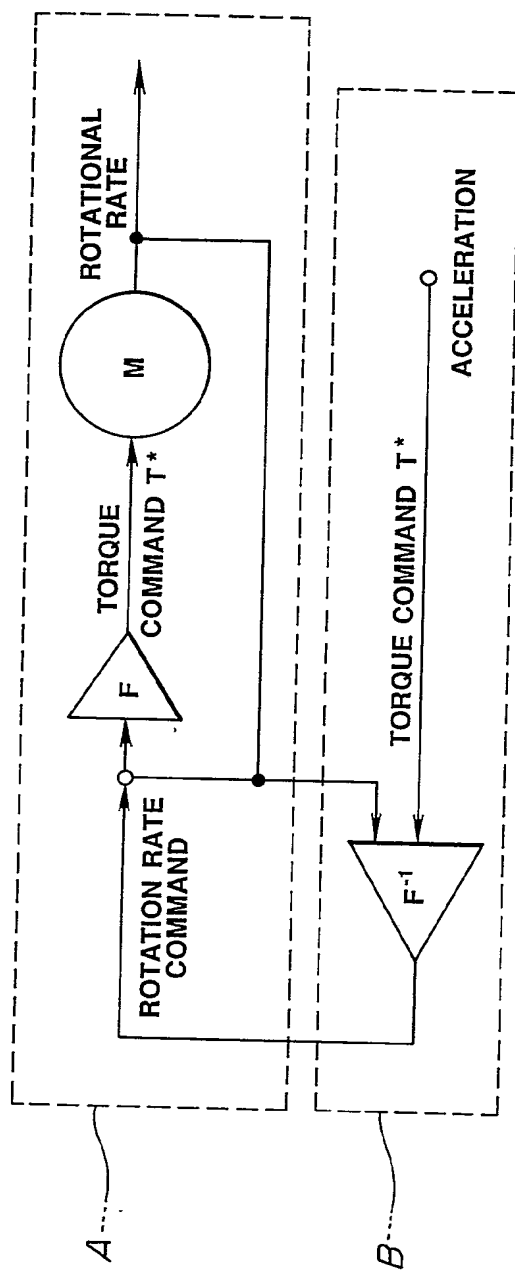 A
ROTATION RATE
COMMAND
F
TORQUE
COMMAND T*
M
ROTATIONAL
RATE
B
F-1
TORQUE COMMAND T*
ACCELERATION